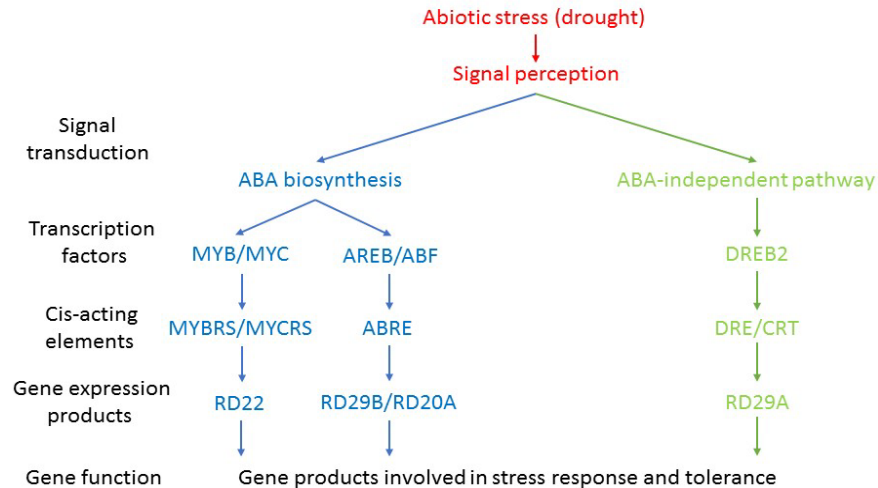 Abiotic stress (drought)
Signal perception
Signal
transduction
ABA biosynthesis
ABA-independent pathway
Transcription
factors
MYB/MYC
AREB/ABF
DREB2
Cis-acting
elements
MYBRS/MYCRS
ABRE
DRE/CRT
Gene expression
products
RD22
RD29B/RD20A
RD29A
Gene function
Gene products involved in stress response and tolerance